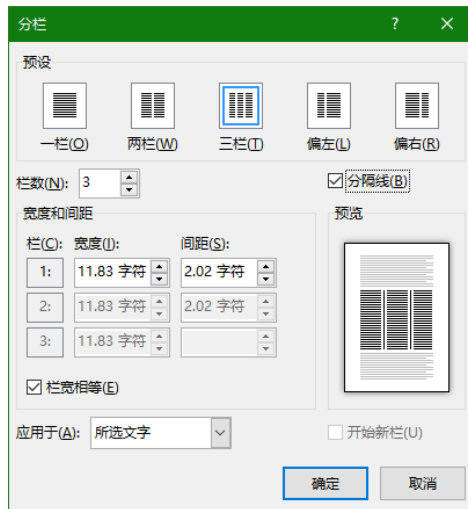 分栏
预设
一栏(O) 两栏(W) 三栏(T) 偏左(L) 偏右(R)
栏数(N): 3 分隔线(B)
宽度和间距 预览
栏(C): 宽度(I): 间距(S):
1: 11.83 字符 2.02 字符
2: 11.83 字符 2.02 字符
3: 11.83 字符
栏宽相等(E)
应用于(A): 所选文字 开始新栏(U)
确定 取消